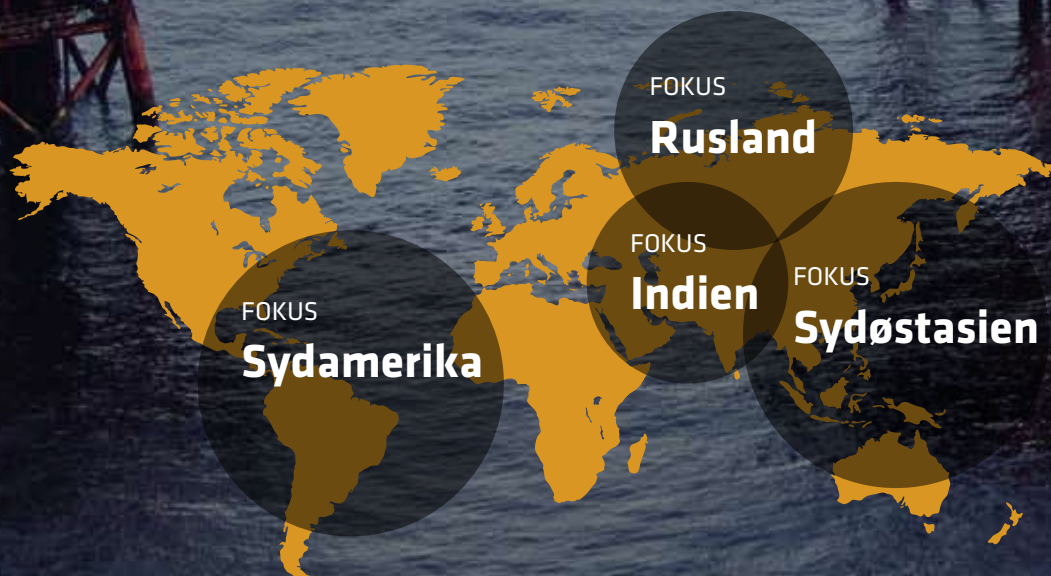 FOKUS
Rusland
FOKUS
Indien
FOKUS
Sydøstasien
FOKUS
Sydamerika